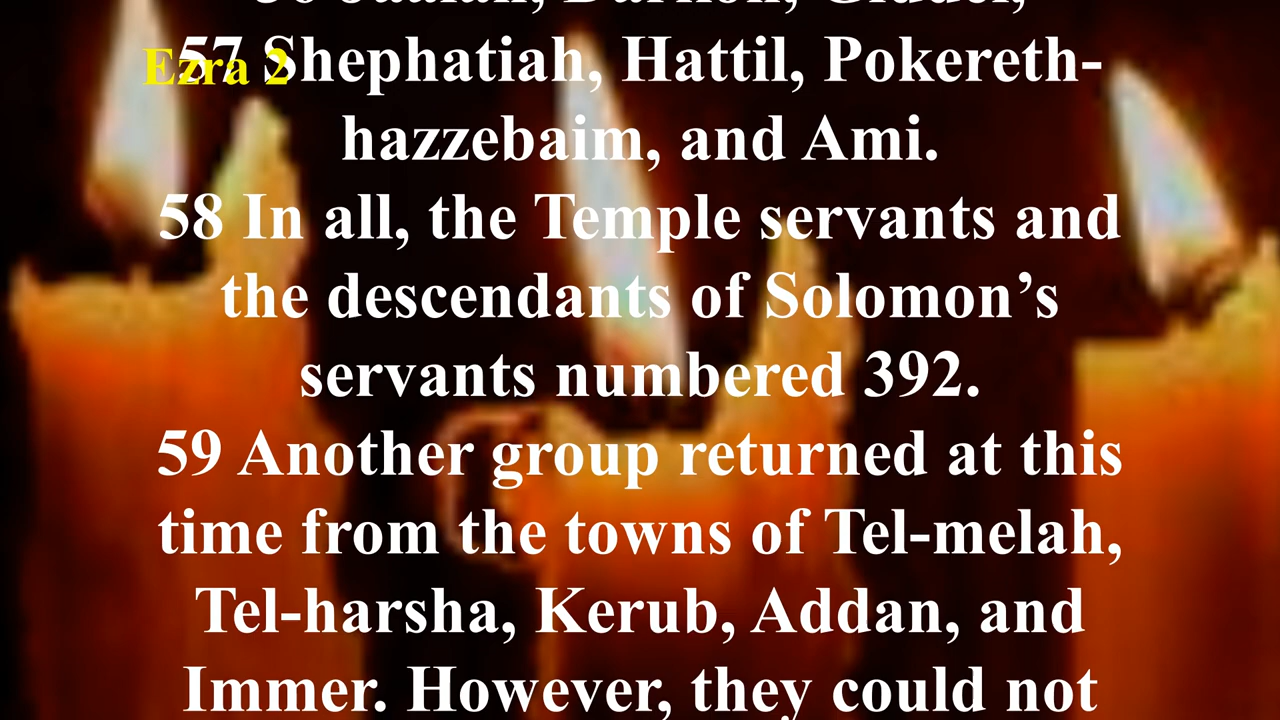 57 Shephatiah, Hattil, Pokereth-
Ezra 2
hazzebaim, and Ami.
58 In all, the Temple servants and
the descendants of Solomon’s
servants numbered 392.
59 Another group returned at this
time from the towns of Tel-melah,
Tel-harsha, Kerub, Addan, and
Immer. However, they could not